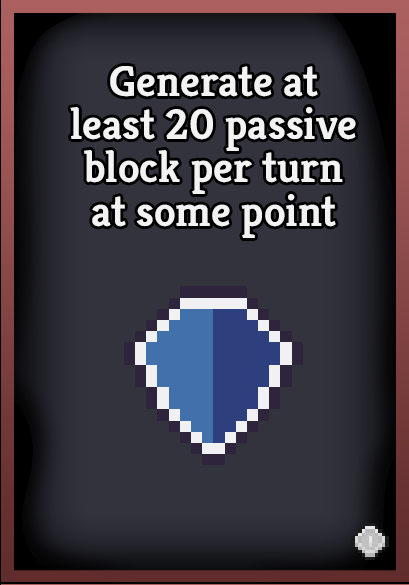 Generate at
least 20 passive
block per turn
at some point